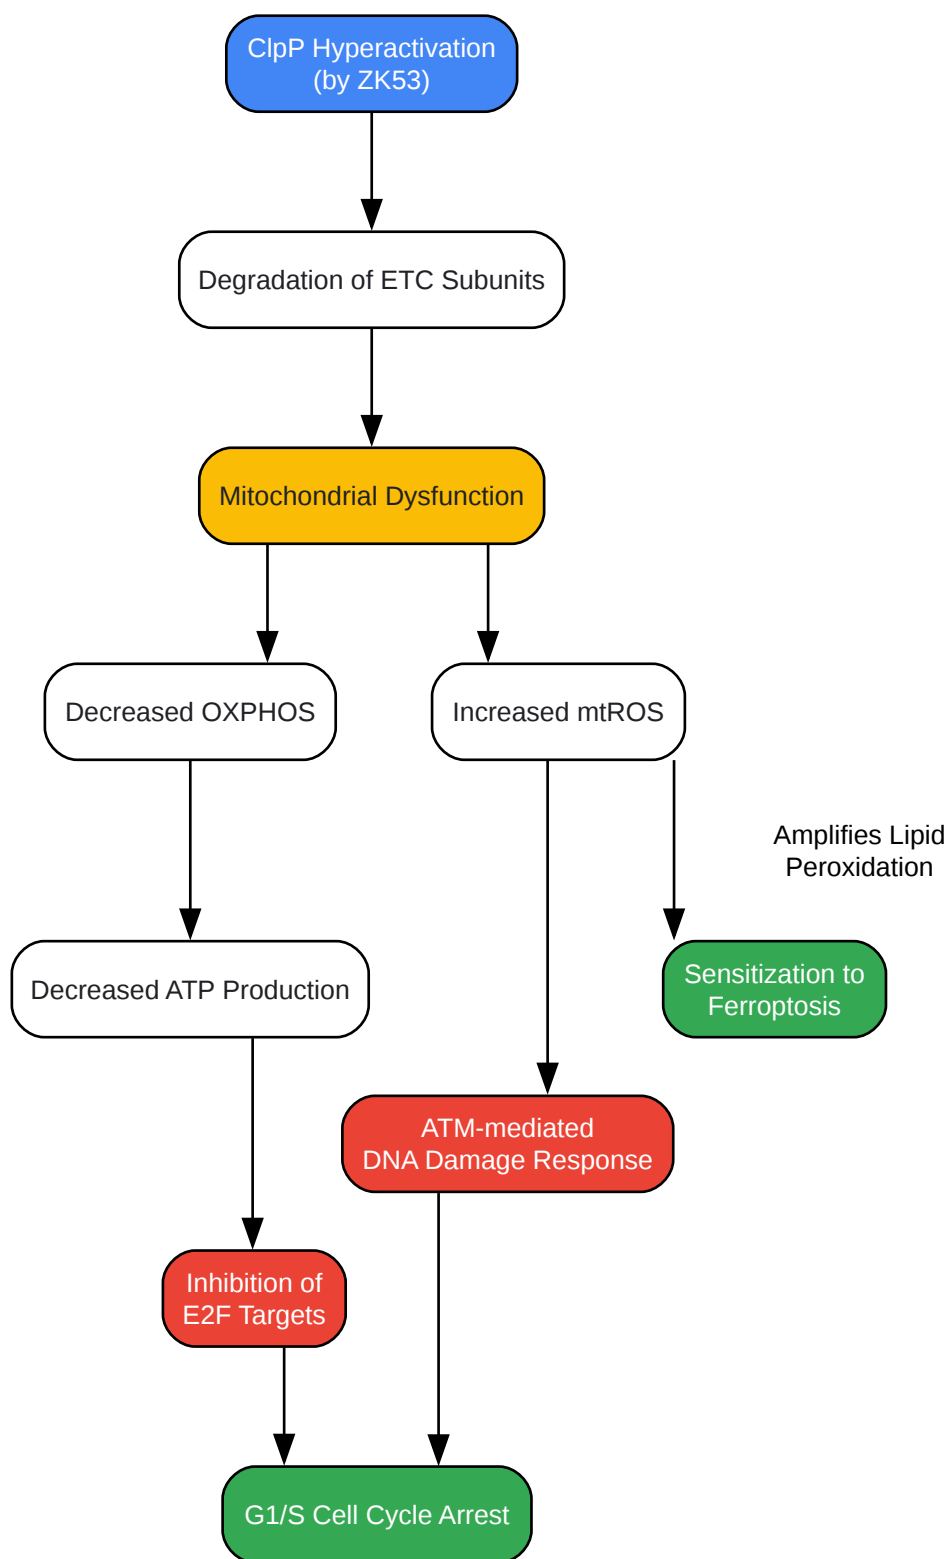 ClpP Hyperactivation
(by ZK53)
Degradation of ETC Subunits
Mitochondrial Dysfunction
Decreased OXPHOS
Increased mtROS
Amplifies Lipid
Peroxidation
Decreased ATP Production
Sensitization to
Ferroptosis
ATM-mediated
DNA Damage Response
Inhibition of
E2F Targets
G1/S Cell Cycle Arrest